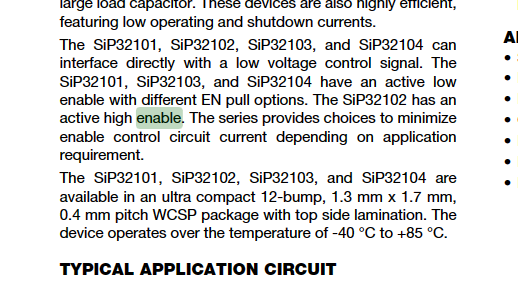 large load capacitor. These devices are also highly efficient,
featuring low operating and shutdown currents.
The SiP32101, SiP32102, SiP32103, and SiP32104 can
interface directly with a low voltage control signal. The
SiP32101, SiP32103, and SiP32104 have an active low
enable with different EN pull options. The SiP32102 has an
active high enable. The series provides choices to minimize
enable control circuit current depending on application
requirement.
The SiP32101, SiP32102, SiP32103, and SiP32104 are
available in an ultra compact 12-bump, 1.3 mm x 1.7 mm,
0.4 mm pitch WCSP package with top side lamination. The
device operates over the temperature of -40 °C to +85 °C.
TYPICAL APPLICATION CIRCUIT